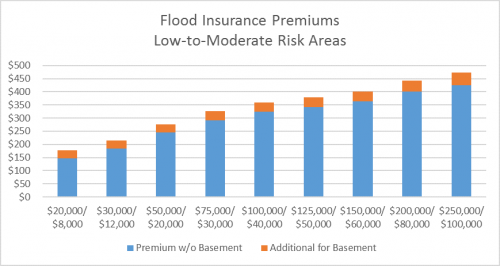 Flood Insurance Premiums
Low-to-Moderate Risk Areas
$500
$450
$400
$350
$300
$250
$200
$150
$100
$50
$0
$20,000/ $30,000/ $50,000/ $75,000/ $100,000/ $125,000/ $150,000/ $200,000/ $250,000/
$8,000 $12,000 $20,000 $30,000 $40,000 $50,000 $60,000 $80,000 $100,000
Premium w/o Basement Additional for Basement